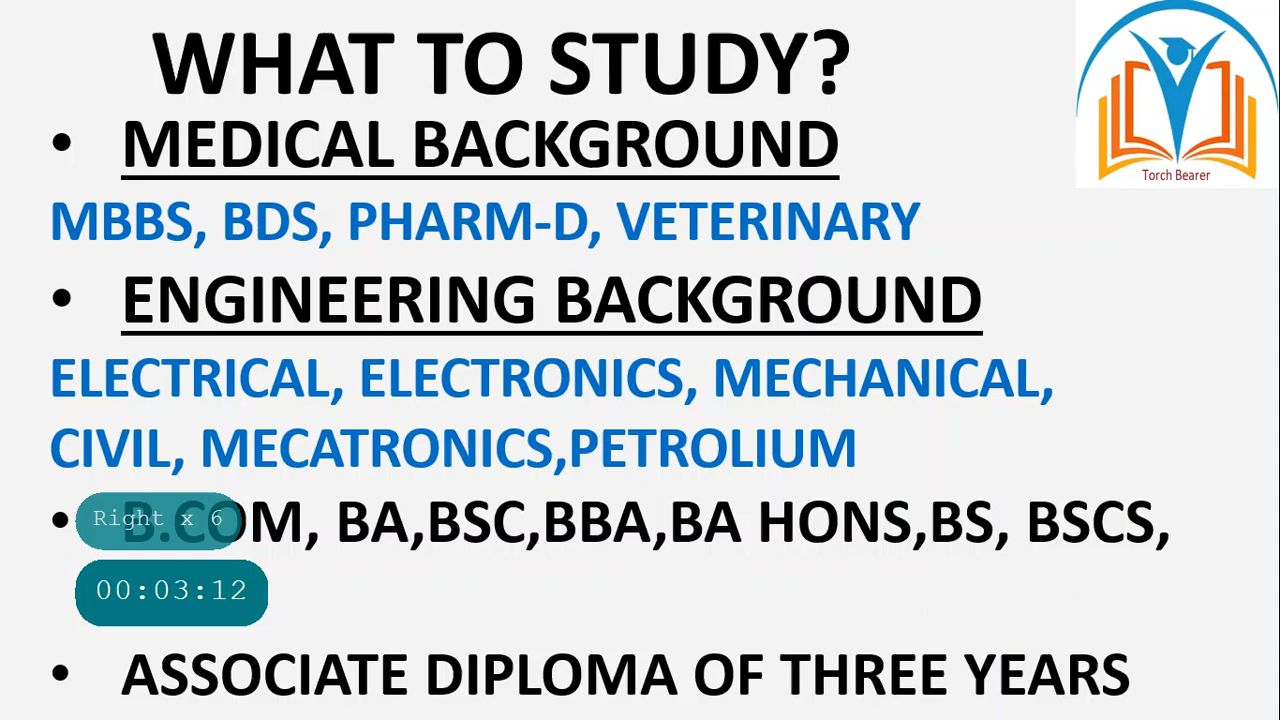 WHAT TO STUDY?
Torch Bearer
• MEDICAL BACKGROUND
MBBS, BDS, PHARM-D, VETERINARY
• ENGINEERING BACKGROUND
ELECTRICAL, ELECTRONICS, MECHANICAL,
CIVIL, MECATRONICS,PETROLIUM
• B.COM, BA,BSC,BBA,BA HONS,BS, BSCS,
Right x 6
00:03:12
• ASSOCIATE DIPLOMA OF THREE YEARS